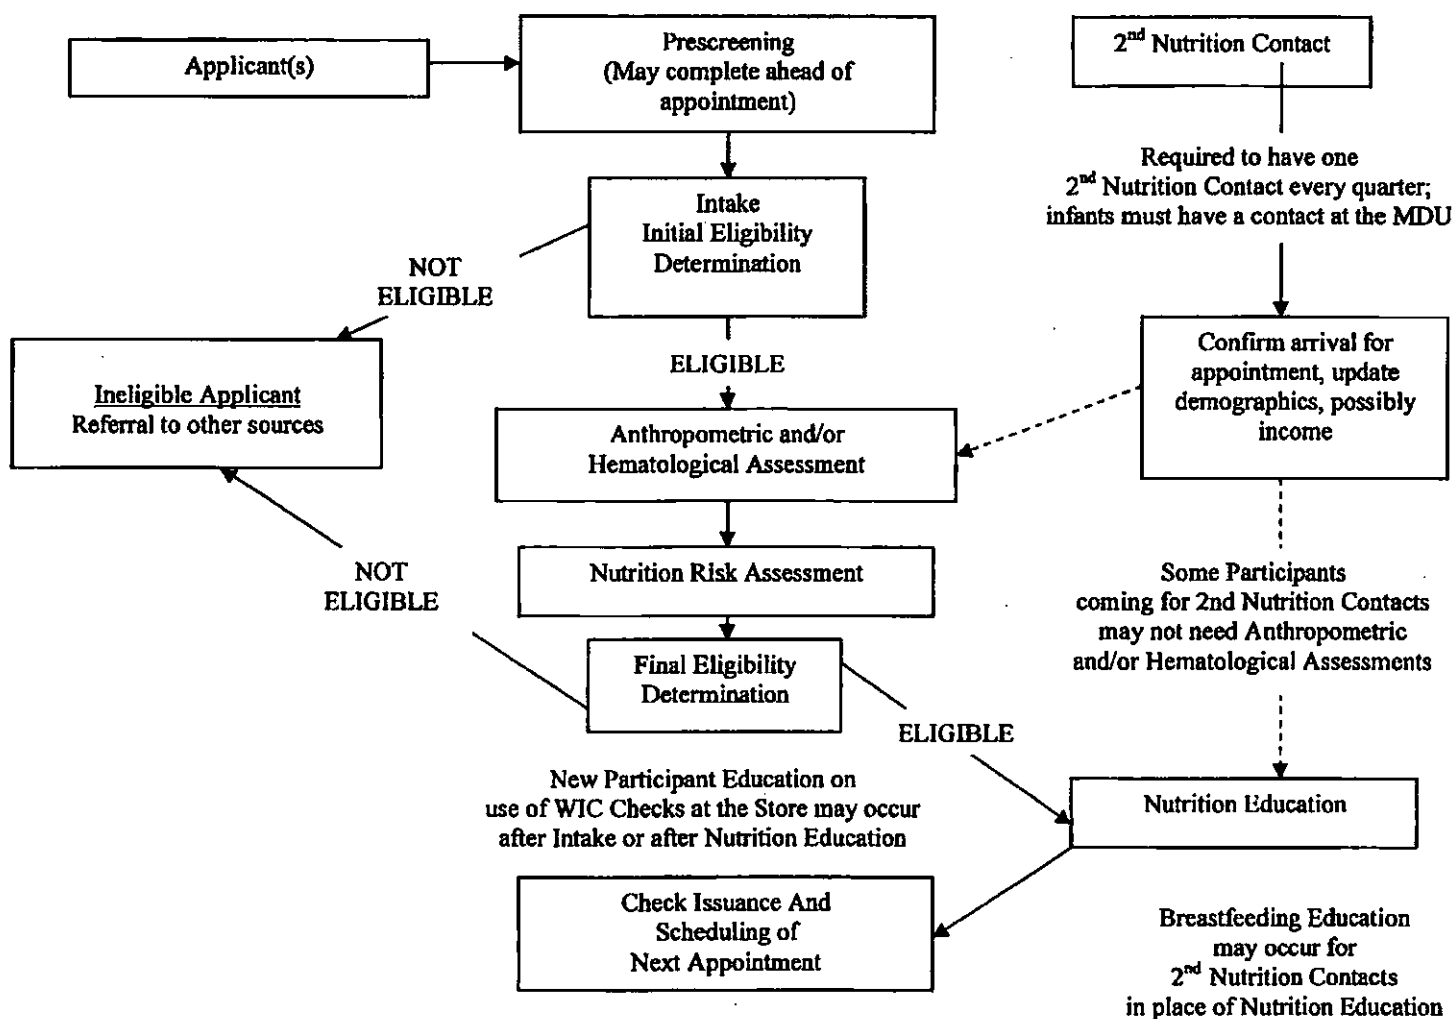 Applicant(s)
Prescreening
(May complete ahead of
appointment)
2nd Nutrition Contact
Required to have one
2nd Nutrition Contact every quarter;
infants must have a contact at the MDU
Intake
Initial Eligibility
Determination
NOT
ELIGIBLE
ELIGIBLE
Ineligible Applicant
Referral to other sources
Confirm arrival for
appointment, update
demographics, possibly
income
Anthropometric and/or
Hematological Assessment
Nutrition Risk Assessment
NOT
ELIGIBLE
Some Participants
coming for 2nd Nutrition Contacts
may not need Anthropometric
and/or Hematological Assessments
Final Eligibility
Determination
ELIGIBLE
New Participant Education on
use of WIC Checks at the Store may occur
after Intake or after Nutrition Education
Nutrition Education
Check Issuance And
Scheduling of
Next Appointment
Breastfeeding Education
may occur for
2nd Nutrition Contacts
in place of Nutrition Education